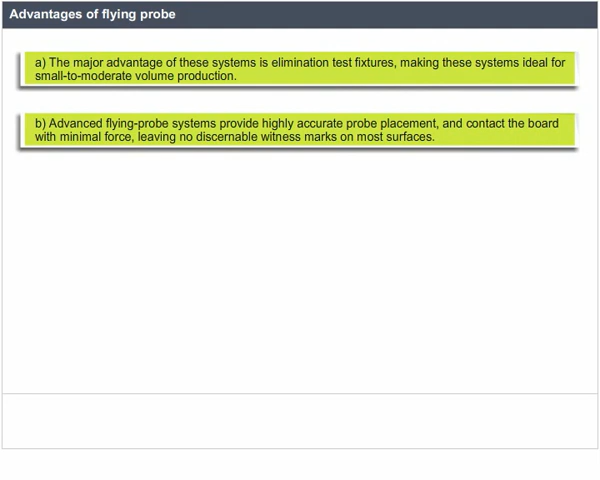 Advantages of flying probe
a) The major advantage of these systems is elimination test fixtures, making these systems ideal for
small-to-moderate volume production.
b) Advanced flying-probe systems provide highly accurate probe placement, and contact the board
with minimal force, leaving no discernable witness marks on most surfaces.